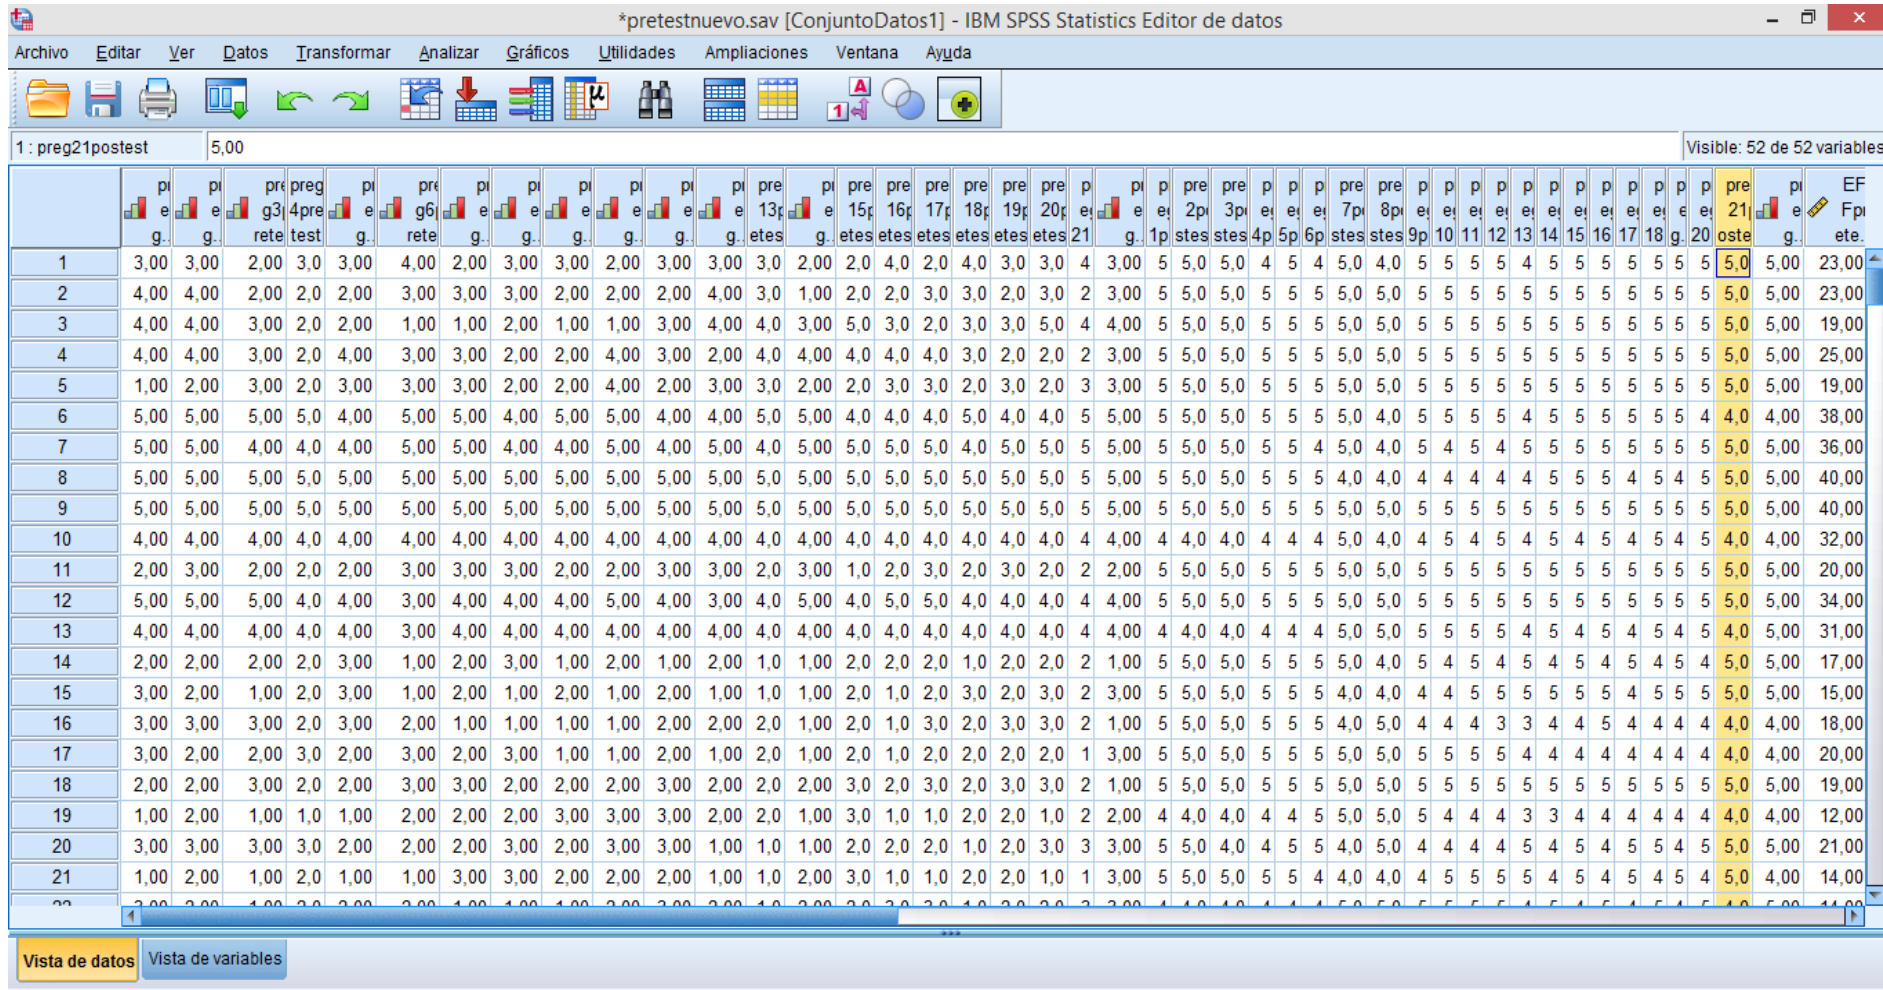 *pretestnuevo.sav [ConjuntoDatos1] - IBM SPSS Statistics Editor de datos
Archivo Editar Ver Datos Transformar Analizar Gráficos Utilidades Ampliaciones Ventana Ayuda
1 : preg21postest 5,00 Visible: 52 de 52 variables
1 3,00 3,00 2,00 3,0 3,00 4,00 2,00 3,00 3,00 2,00 3,00 3,00 3,0 2,00 2,0 4,0 2,0 4,0 3,0 3,0 4 3,00 5 5,0 5,0 4 5 4 5,0 4,0 5 5 5 5 4 5 5 5 5 5 5 5 5,0 5,00 23,00
2 4,00 4,00 2,00 2,0 2,00 3,00 3,00 3,00 2,00 2,00 2,00 4,00 3,0 1,00 2,0 2,0 3,0 3,0 2,0 3,0 2 3,00 5 5,0 5,0 5 5 5 5,0 5,0 5 5 5 5 5 5 5 5 5 5 5 5 5,0 5,00 23,00
3 4,00 4,00 3,00 2,0 2,00 1,00 1,00 2,00 1,00 1,00 3,00 4,00 4,0 3,00 5,0 3,0 2,0 3,0 3,0 5,0 4 4,00 5 5,0 5,0 5 5 5 5,0 5,0 5 5 5 5 5 5 5 5 5 5 5 5 5,0 5,00 19,00
4 4,00 4,00 3,00 2,0 4,00 3,00 3,00 2,00 2,00 4,00 3,00 2,00 4,0 4,00 4,0 4,0 4,0 3,0 2,0 2,0 2 3,00 5 5,0 5,0 5 5 5 5,0 5,0 5 5 5 5 5 5 5 5 5 5 5 5 5,0 5,00 25,00
5 1,00 2,00 3,00 2,0 3,00 3,00 3,00 2,00 2,00 4,00 2,00 3,00 3,0 2,00 2,0 3,0 3,0 2,0 3,0 2,0 3 3,00 5 5,0 5,0 5 5 5 5,0 5,0 5 5 5 5 5 5 5 5 5 5 5 5 5,0 5,00 19,00
6 5,00 5,00 5,00 5,0 4,00 5,00 5,00 4,00 5,00 4,00 4,00 4,00 5,0 5,00 4,0 4,0 4,0 5,0 4,0 4,0 5 5,00 5 5,0 5,0 5 5 5 5,0 4,0 5 5 5 5 4 5 5 5 5 5 5 4 4,0 4,00 38,00
7 5,00 5,00 4,00 4,0 4,00 5,00 5,00 4,00 4,00 5,00 4,00 5,00 4,0 5,00 5,0 5,0 5,0 4,0 5,0 5,0 5 5,00 5 5,0 5,0 5 5 4 5,0 4,0 5 4 5 4 5 5 5 5 5 5 5 5 5,0 5,00 36,00
8 5,00 5,00 5,00 5,0 5,00 5,00 5,00 5,00 5,00 5,00 5,00 5,00 5,0 5,00 5,0 5,0 5,0 5,0 5,0 5,0 5 5,00 5 5,0 5,0 5 5 5 4,0 4,0 4 4 4 4 4 5 5 5 4 5 4 5 5,0 5,00 40,00
9 5,00 5,00 5,00 5,0 5,00 5,00 5,00 5,00 5,00 5,00 5,00 5,00 5,0 5,00 5,0 5,0 5,0 5,0 5,0 5,0 5 5,00 5 5,0 5,0 5 5 5 5,0 5,0 5 5 5 5 5 5 5 5 5 5 5 5 5,0 5,00 40,00
10 4,00 4,00 4,00 4,0 4,00 4,00 4,00 4,00 4,00 4,00 4,00 4,00 4,0 4,00 4,0 4,0 4,0 4,0 4,0 4,0 4 4,00 4 4,0 4,0 4 4 4 5,0 4,0 4 5 4 5 4 5 4 5 4 5 4 5 4,0 4,00 32,00
11 2,00 3,00 2,00 2,0 2,00 3,00 3,00 3,00 2,00 2,00 3,00 3,00 2,0 3,00 1,0 2,0 3,0 2,0 3,0 2,0 2 2,00 5 5,0 5,0 5 5 5 5,0 5,0 5 5 5 5 5 5 5 5 5 5 5 5 5,0 5,00 20,00
12 5,00 5,00 5,00 4,0 4,00 3,00 4,00 4,00 4,00 5,00 4,00 3,00 4,0 5,00 4,0 5,0 5,0 4,0 4,0 4,0 4 4,00 5 5,0 5,0 5 5 5 5,0 5,0 5 5 5 5 5 5 5 5 5 5 5 5 5,0 5,00 34,00
13 4,00 4,00 4,00 4,0 4,00 3,00 4,00 4,00 4,00 4,00 4,00 4,00 4,0 4,00 4,0 4,0 4,0 4,0 4,0 4,0 4 4,00 4 4,0 4,0 4 4 4 5,0 5,0 5 5 5 5 4 5 4 5 4 5 4 5 4,0 5,00 31,00
14 2,00 2,00 2,00 2,0 3,00 1,00 2,00 3,00 1,00 2,00 1,00 2,00 1,0 1,00 2,0 2,0 2,0 1,0 2,0 2,0 2 1,00 5 5,0 5,0 5 5 5 5,0 4,0 5 4 5 4 5 4 5 4 5 4 5 4 5,0 5,00 17,00
15 3,00 2,00 1,00 2,0 3,00 1,00 2,00 1,00 2,00 1,00 2,00 1,00 1,0 1,00 2,0 1,0 2,0 3,0 2,0 3,0 2 3,00 5 5,0 5,0 5 5 5 4,0 4,0 4 4 5 5 5 5 5 5 4 5 5 5 5,0 5,00 15,00
16 3,00 3,00 3,00 2,0 3,00 2,00 1,00 1,00 1,00 1,00 2,00 2,00 2,0 1,00 2,0 1,0 3,0 2,0 3,0 3,0 2 1,00 5 5,0 5,0 5 5 5 4,0 5,0 4 4 4 3 3 4 4 5 4 4 4 4 4,0 4,00 18,00
17 3,00 2,00 2,00 3,0 2,00 3,00 2,00 3,00 1,00 1,00 2,00 1,00 2,0 1,00 2,0 1,0 2,0 2,0 2,0 2,0 1 3,00 5 5,0 5,0 5 5 5 5,0 5,0 5 5 5 5 4 4 4 4 4 4 4 4 4,0 4,00 20,00
18 2,00 2,00 3,00 2,0 2,00 3,00 3,00 2,00 2,00 2,00 3,00 2,00 2,0 2,00 3,0 2,0 3,0 2,0 3,0 3,0 2 1,00 5 5,0 5,0 5 5 5 5,0 5,0 5 5 5 5 5 5 5 5 5 5 5 5 5,0 5,00 19,00
19 1,00 2,00 1,00 1,0 1,00 2,00 2,00 2,00 3,00 3,00 3,00 2,00 2,0 1,00 3,0 1,0 1,0 2,0 2,0 1,0 2 2,00 4 4,0 4,0 4 4 5 5,0 5,0 5 4 4 4 3 3 4 4 4 4 4 4 4,0 4,00 12,00
20 3,00 3,00 3,00 3,0 2,00 2,00 2,00 3,00 2,00 3,00 3,00 1,00 1,0 1,00 2,0 2,0 2,0 1,0 2,0 3,0 3 3,00 5 5,0 4,0 4 5 5 4,0 5,0 4 4 4 4 5 4 5 4 5 5 4 5 5,0 5,00 21,00
21 1,00 2,00 1,00 2,0 1,00 1,00 3,00 3,00 2,00 2,00 2,00 1,00 1,0 2,00 3,0 1,0 1,0 2,0 2,0 1,0 1 3,00 5 5,0 5,0 5 5 4 4,0 4,0 4 5 5 5 5 4 5 4 5 4 5 4 5,0 4,00 14,00
Vista de datos Vista de variables